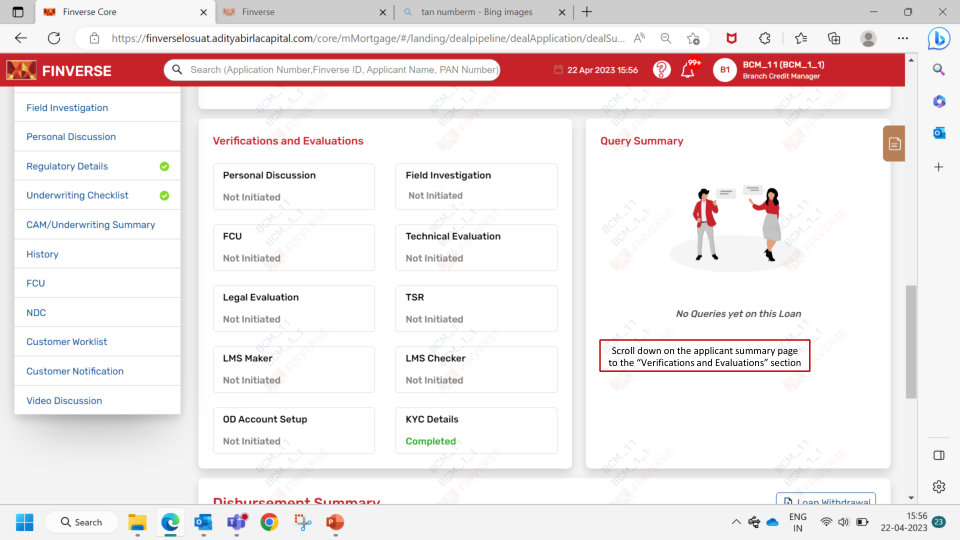 Finverse Core
Finverse
tan numberm - Bing images
https://finverselosuat.adityabirlacapital.com/core/mMortgage/#/landing/dealpipeline/dealApplication/dealSu...
FINVERSE
Search (Application Number,Finverse ID, Applicant Name, PAN Number)
22 Apr 2023 15:56
99+
B1
BCM_1 1 (BCM_1_1)
Branch Credit Manager
Field Investigation
Personal Discussion
Regulatory Details
Underwriting Checklist
CAM/Underwriting Summary
History
FCU
NDC
Customer Worklist
Customer Notification
Video Discussion
Verifications and Evaluations
Personal Discussion
Not Initiated
Field Investigation
Not Initiated
FCU
Not Initiated
Technical Evaluation
Not Initiated
Legal Evaluation
Not Initiated
TSR
Not Initiated
LMS Maker
Not Initiated
LMS Checker
Not Initiated
OD Account Setup
Not Initiated
KYC Details
Completed
Query Summary
No Queries yet on this Loan
Scroll down on the applicant summary page
to the “Verifications and Evaluations” section
Disbursement Summary
Loan Withdrawal
Search
ENG
IN
15:56
22-04-2023
23